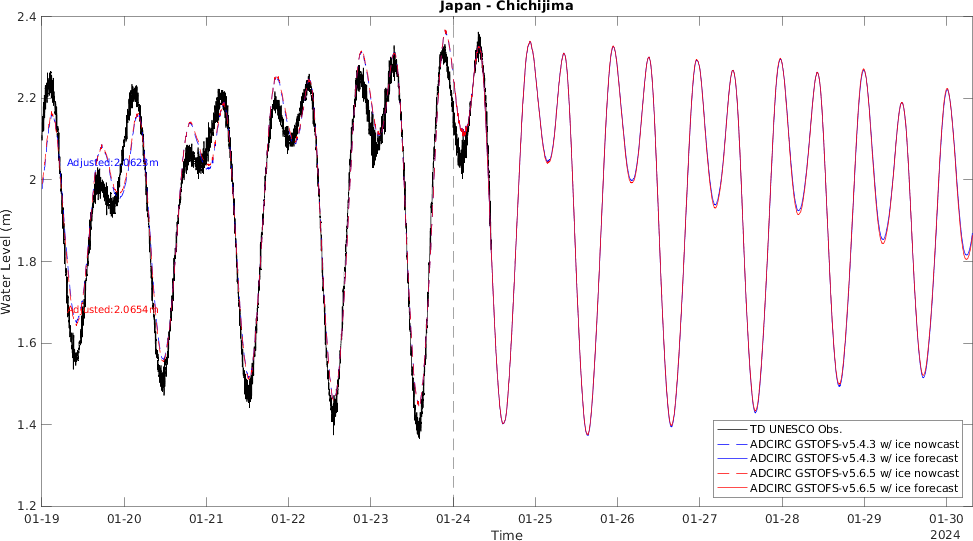 Japan - Chichijima
2.4
2.2
2
1.8
1.6
1.4
1.2
Water Level (m)
Adjusted:2.0625m
Adjusted:2.0654m
TD UNESCO Obs.
ADCIRC GSTOFS-v5.4.3 w/ ice nowcast
ADCIRC GSTOFS-v5.4.3 w/ ice forecast
ADCIRC GSTOFS-v5.6.5 w/ ice nowcast
ADCIRC GSTOFS-v5.6.5 w/ ice forecast
01-19 01-20 01-21 01-22 01-23 01-24 01-25 01-26 01-27 01-28 01-29 01-30
Time
2024